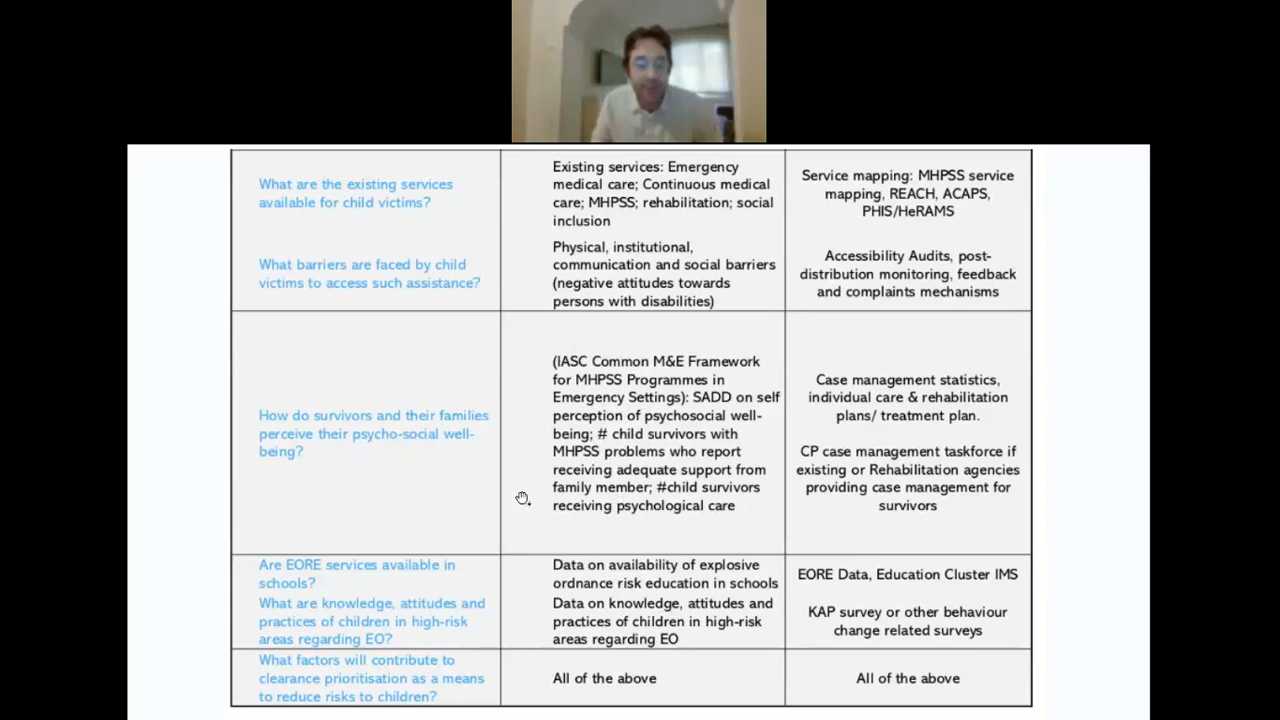 What are the existing services
available for child victims?
Existing services: Emergency
medical care; Continuous medical
care; MHPSS; rehabilitation; social
inclusion
Service mapping: MHPSS service
mapping, REACH, ACAPS,
PHIS/HeRAMS
What barriers are faced by child
victims to access such assistance?
Physical, institutional,
communication and social barriers
(negative attitudes towards
persons with disabilities)
Accessibility Audits, post-
distribution monitoring, feedback
and complaints mechanisms
How do survivors and their families
perceive their psycho-social well-
being?
(IASC Common M&E Framework
for MHPSS Programmes in
Emergency Settings): SADD on self
perception of psychosocial well-
being; # child survivors with
MHPSS problems who report
receiving adequate support from
family member; #child survivors
receiving psychological care
Case management statistics,
individual care & rehabilitation
plans/ treatment plan.
CP case management taskforce if
existing or Rehabilitation agencies
providing case management for
survivors
Are EORE services available in
schools?
Data on availability of explosive
ordnance risk education in schools
EORE Data, Education Cluster IMS
What are knowledge, attitudes and
practices of children in high-risk
areas regarding EO?
Data on knowledge, attitudes and
practices of children in high-risk
areas regarding EO
KAP survey or other behaviour
change related surveys
What factors will contribute to
clearance prioritisation as a means
to reduce risks to children?
All of the above
All of the above